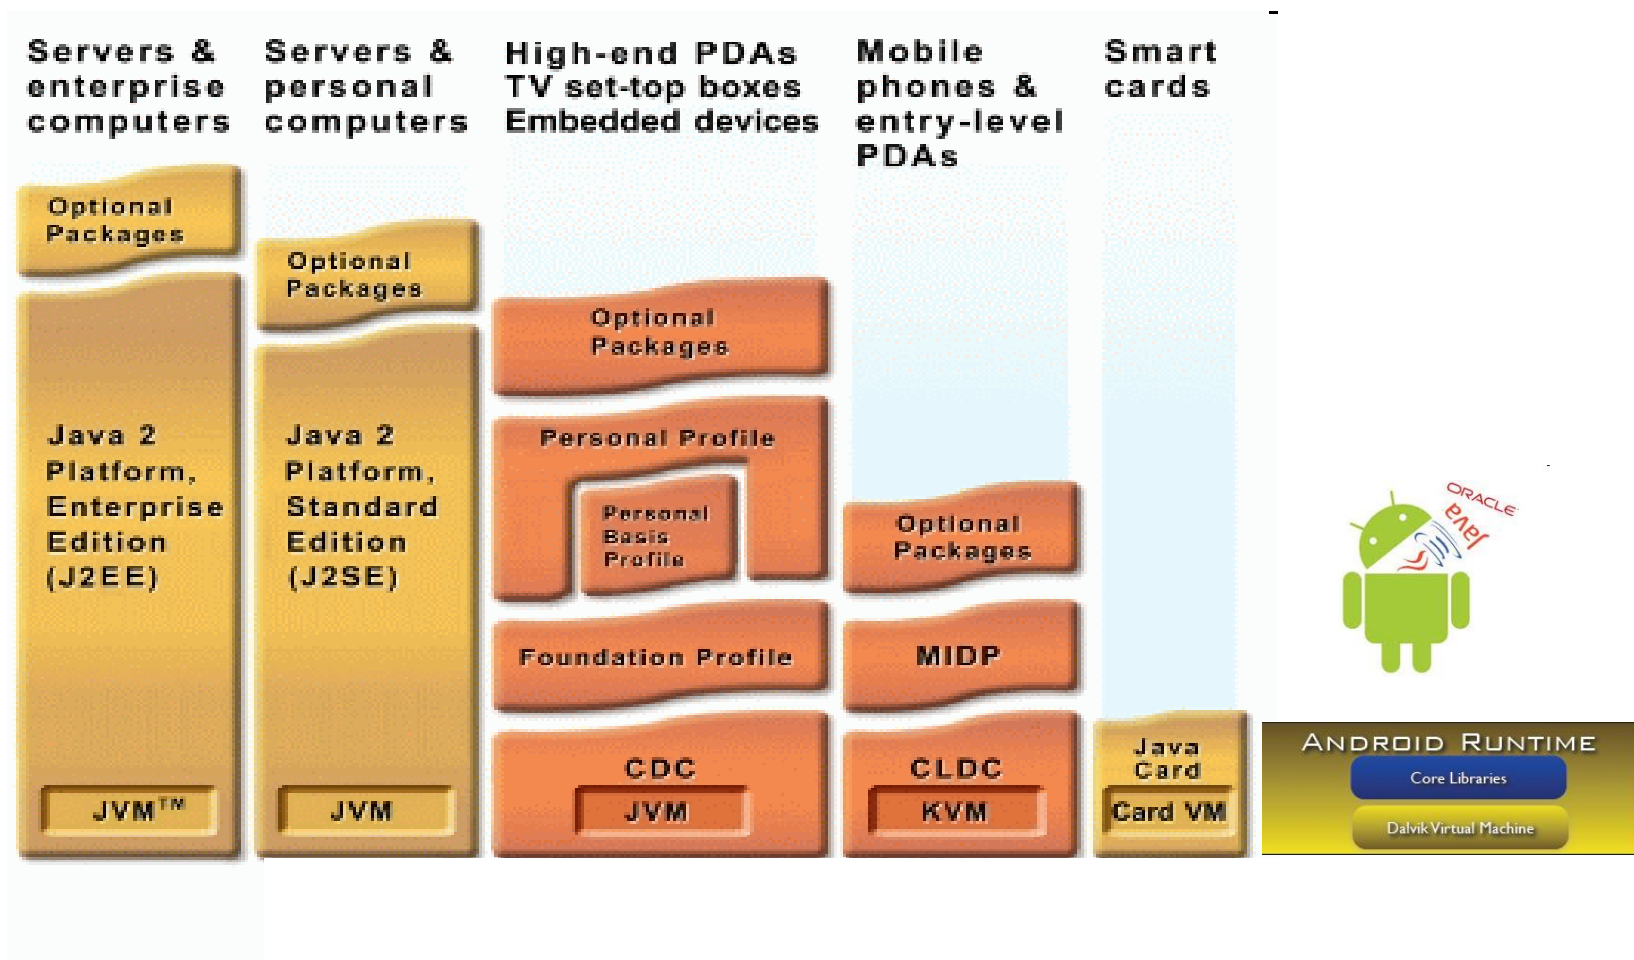 Servers &
enterprise
computers
Optional
Packages
Java 2
Platform,
Enterprise
Edition
(J2EE)
JVM™
Servers &
personal
computers
Optional
Packages
Java 2
Platform,
Standard
Edition
(J2SE)
JVM
High-end PDAs
TV set-top boxes
Embedded devices
Optional
Packages
Personal Profile
Personal
Basis
Profile
Foundation Profile
CDC
JVM
Mobile
phones &
entry-level
PDAs
Optional
Packages
MIDP
CLDC
KVM
Smart
cards
Java
Card
Card VM
ORACLE
Java
ANDROID RUNTIME
Core Libraries
Dalvik Virtual Machine